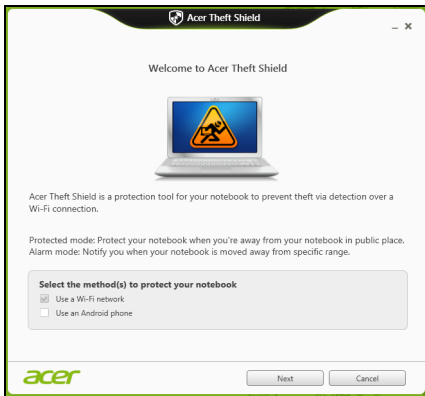 Acer Theft Shield
Welcome to Acer Theft Shield
Acer Theft Shield is a protection tool for your notebook to prevent theft via detection over a
Wi-Fi connection.
Protected mode: Protect your notebook when you're away from your notebook in public place.
Alarm mode: Notify you when your notebook is moved away from specific range.
Select the method(s) to protect your notebook
Use a Wi-Fi network
Use an Android phone
acer
Next
Cancel